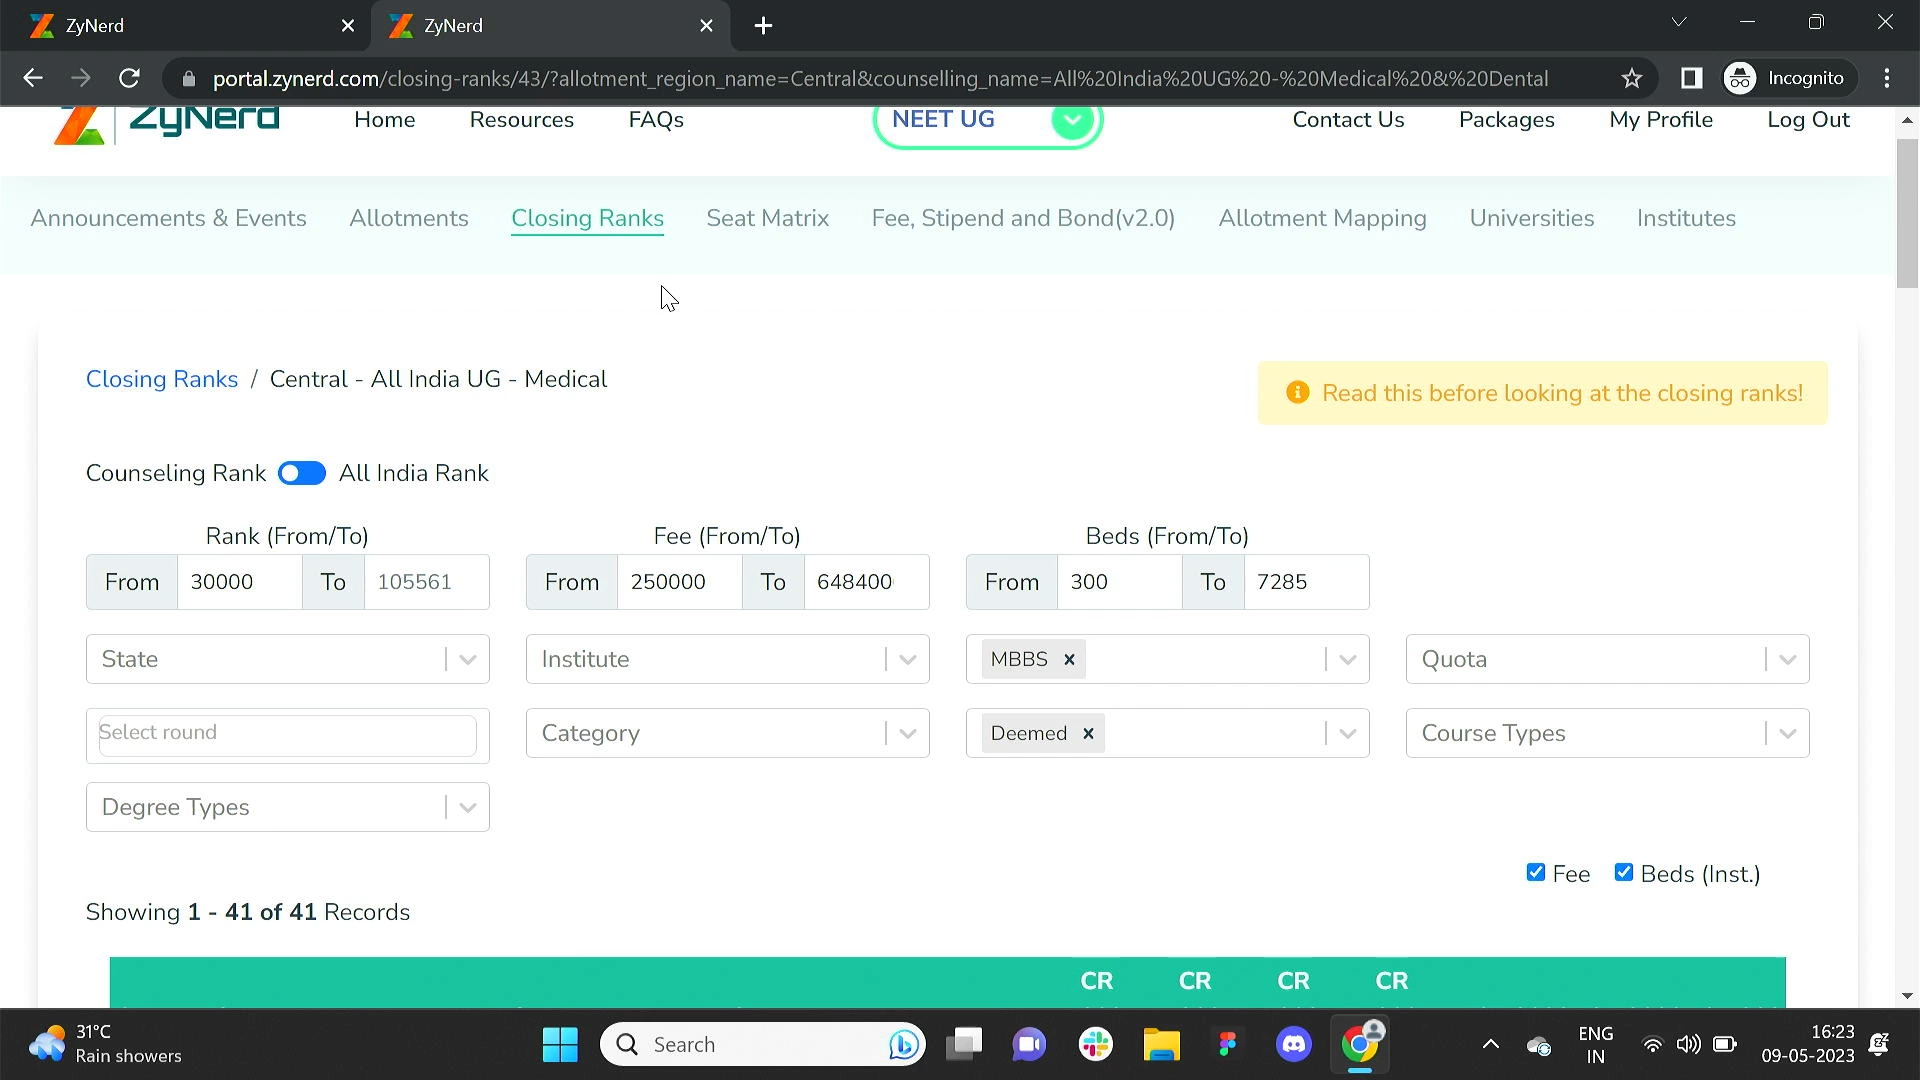 ZyNerd
ZyNerd
portal.zynerd.com/closing-ranks/43/?allotment_region_name=Central&counselling_name=All%20India%20UG%20-%20Medical%20&%20Dental
Incognito
ZyNerd
Home
Resources
FAQs
NEET UG
Contact Us
Packages
My Profile
Log Out
Announcements & Events
Allotments
Closing Ranks
Seat Matrix
Fee, Stipend and Bond(v2.0)
Allotment Mapping
Universities
Institutes
Closing Ranks / Central - All India UG - Medical
Read this before looking at the closing ranks!
Counseling Rank
All India Rank
Rank (From/To)
Fee (From/To)
Beds (From/To)
From 30000 To 105561
From 250000 To 648400
From 300 To 7285
State
Institute
MBBS
Quota
Select round
Category
Deemed
Course Types
Degree Types
Fee
Beds (Inst.)
Showing 1 - 41 of 41 Records
CR CR CR CR
31°C
Rain showers
Search
ENG
IN
16:23
09-05-2023